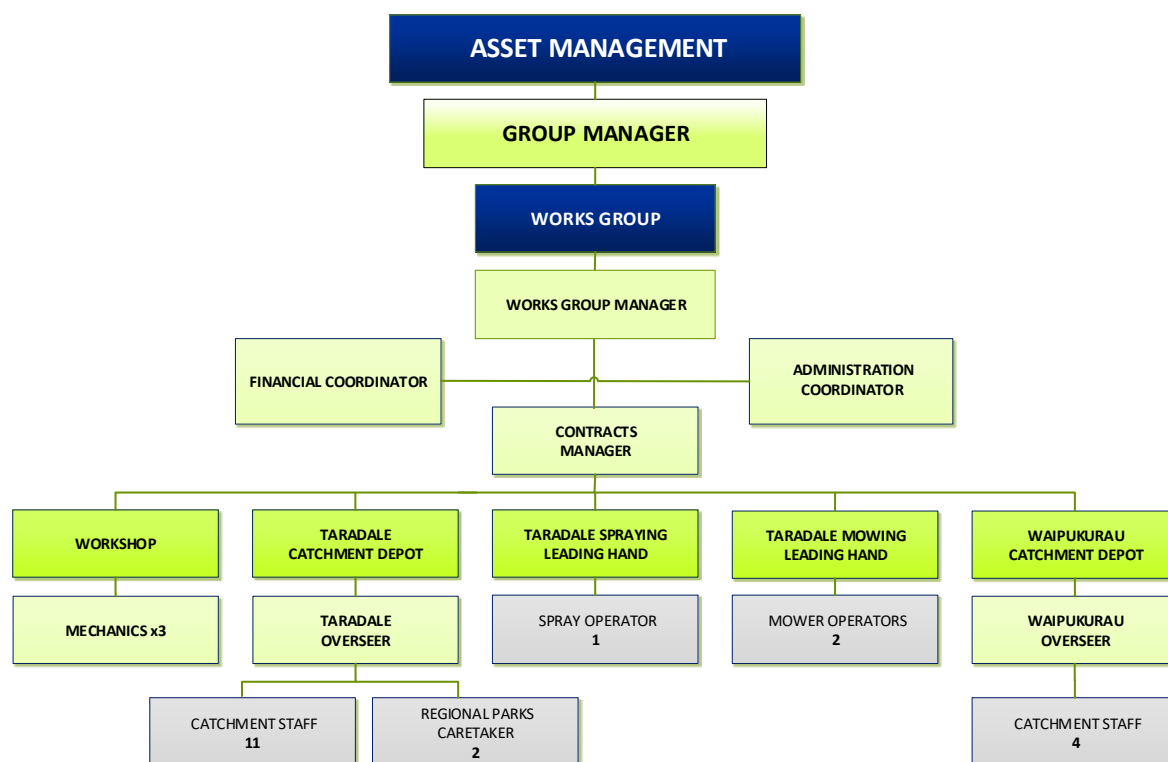 ASSET MANAGEMENT
GROUP MANAGER
WORKS GROUP
WORKS GROUP MANAGER
FINANCIAL COORDINATOR
ADMINISTRATION
COORDINATOR
CONTRACTS
MANAGER
WORKSHOP
TARADALE
CATCHMENT DEPOT
TARADALE SPRAYING
LEADING HAND
TARADALE MOWING
LEADING HAND
WAIPUKURAU
CATCHMENT DEPOT
MECHANICS x3
TARADALE
OVERSEER
SPRAY OPERATOR
1
MOWER OPERATORS
2
WAIPUKURAU
OVERSEER
CATCHMENT STAFF
11
REGIONAL PARKS
CARETAKER
2
CATCHMENT STAFF
4